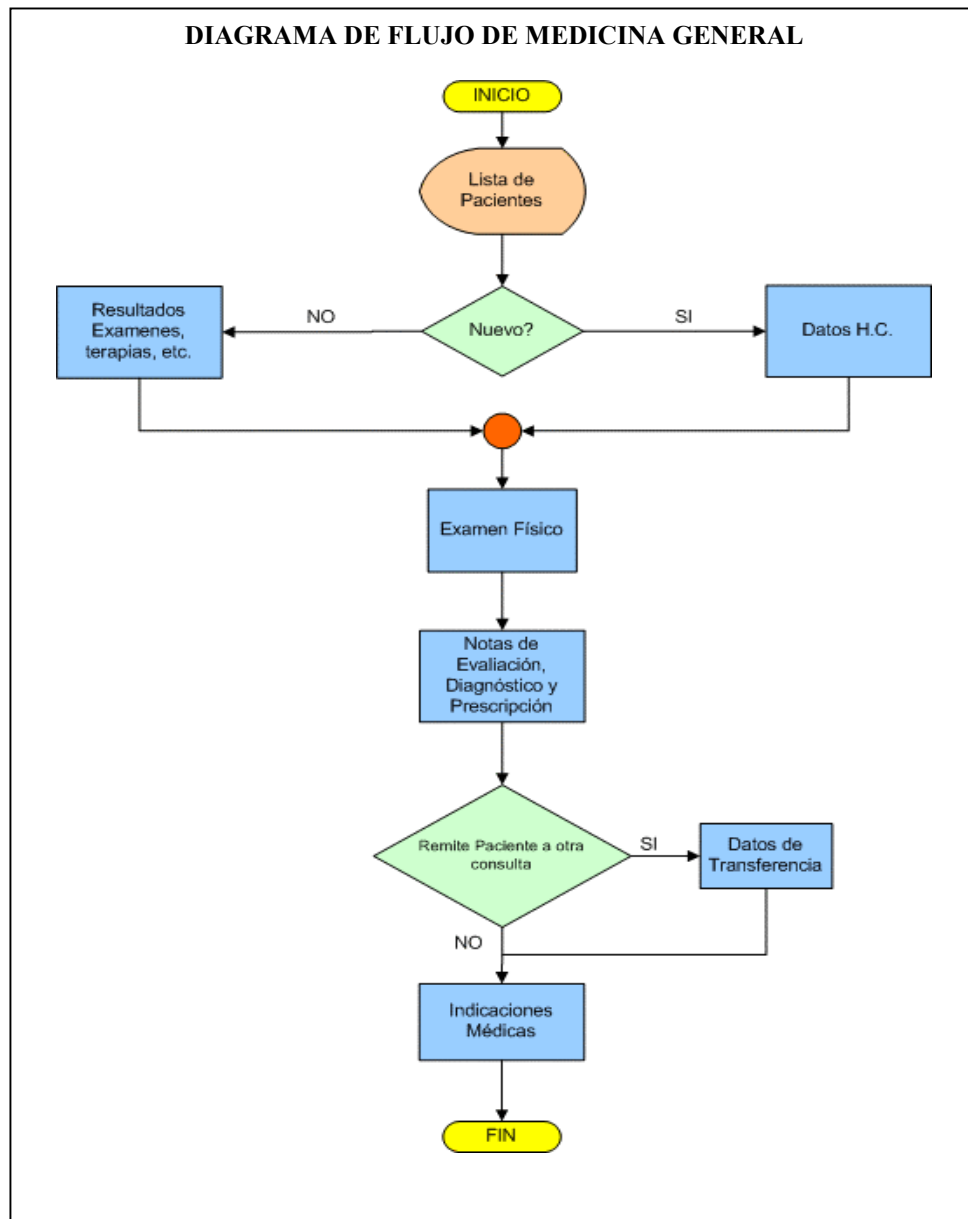 DIAGRAMA DE FLUJO DE MEDICINA GENERAL
INICIO
Lista de
Pacientes
Resultados
Examenes,
terapias, etc.
NO
Nuevo?
SI
Datos H.C.
Examen Físico
Notas de
Evaliación,
Diagnóstico y
Prescripción
Remite Paciente a otra
consulta
SI
Datos de
Transferencia
NO
Indicaciones
Médicas
FIN